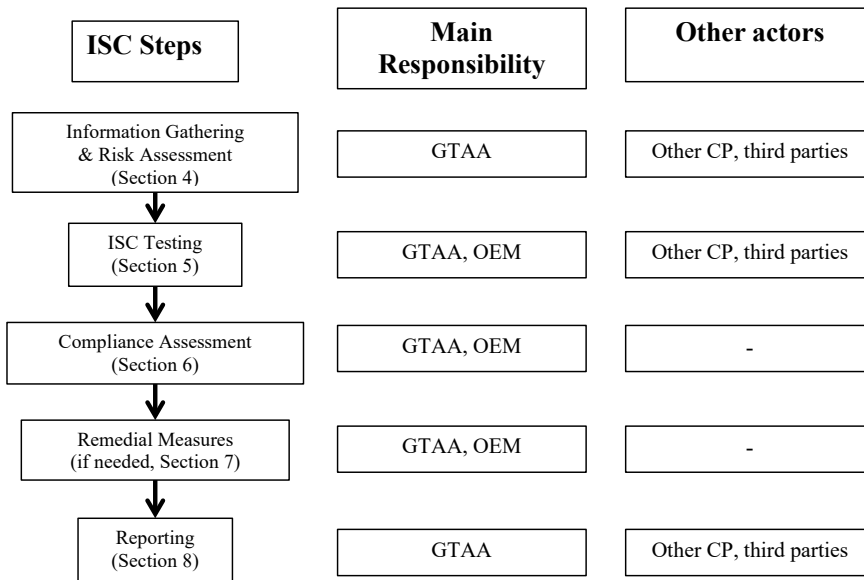 ISC Steps
Main
Responsibility
Other actors
Information Gathering
& Risk Assessment
(Section 4)
GTAA
Other CP, third parties
ISC Testing
(Section 5)
GTAA, OEM
Other CP, third parties
Compliance Assessment
(Section 6)
GTAA, OEM
-
Remedial Measures
(if needed, Section 7)
GTAA, OEM
-
Reporting
(Section 8)
GTAA
Other CP, third parties